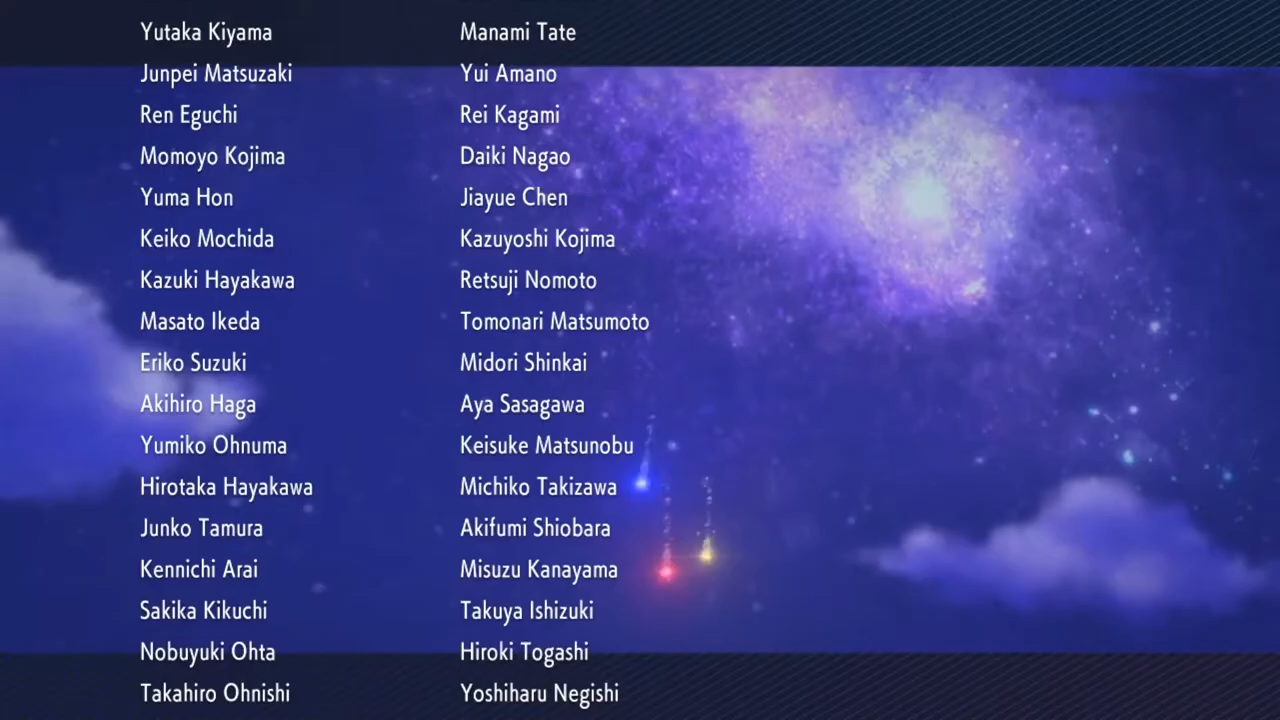 Yutaka Kiyama Manami Tate
Junpei Matsuzaki Yui Amano
Ren Eguchi Rei Kagami
Momoyo Kojima Daiki Nagao
Yuma Hon Jiayue Chen
Keiko Mochida Kazuyoshi Kojima
Kazuki Hayakawa Retsuji Nomoto
Masato Ikeda Tomonari Matsumoto
Eriko Suzuki Midori Shinkai
Akihiro Haga Aya Sasagawa
Yumiko Ohnuma Keisuke Matsunobu
Hirotaka Hayakawa Michiko Takizawa
Junko Tamura Akifumi Shiobara
Kennichi Arai Misuzu Kanayama
Sakika Kikuchi Takuya Ishizuki
Nobuyuki Ohta Hiroki Togashi
Takahiro Ohnishi Yoshiharu Negishi